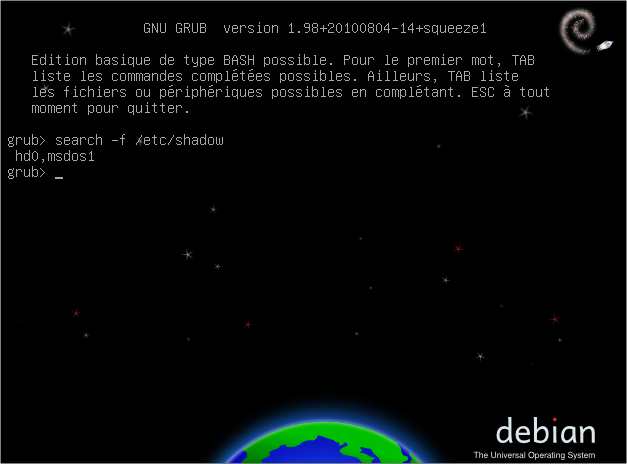 GNU GRUB  version 1.98+20100804-14+squeeze1
Edition basique de type BASH possible. Pour le premier mot, TAB
liste les commandes complétées possibles. Ailleurs, TAB liste
les fichiers ou périphériques possibles en complétant. ESC à tout
moment pour quitter.
grub> search -f /etc/shadow
hd0,msdos1
grub> _
debian
The Universal Operating System